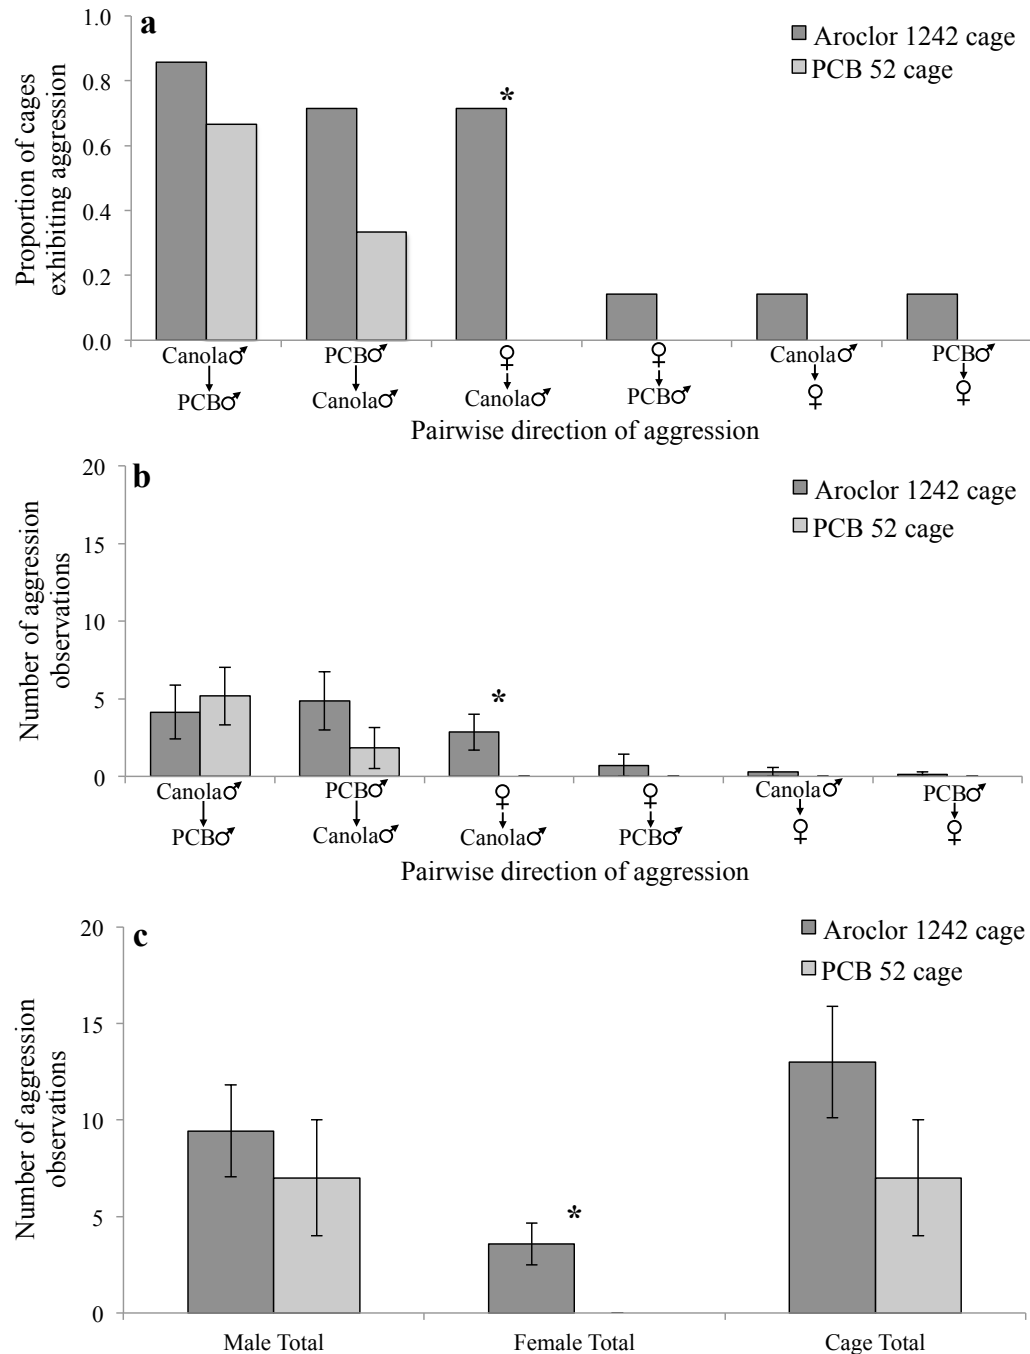 a
Aroclor 1242 cage
PCB 52 cage
Proportion of cages
exhibiting aggression
1.0
0.8
0.6
0.4
0.2
0.0
Canola♂
↓
PCB♂
PCB♂
↓
Canola♂
♀
↓
Canola♂
♀
↓
PCB♂
Canola♂
↓
♀
PCB♂
↓
♀
Pairwise direction of aggression
b
Aroclor 1242 cage
PCB 52 cage
Number of aggression
observations
20
15
10
5
0
*
*
Canola♂
↓
PCB♂
PCB♂
↓
Canola♂
♀
↓
Canola♂
♀
↓
PCB♂
Canola♂
↓
♀
PCB♂
↓
♀
Pairwise direction of aggression
c
Aroclor 1242 cage
PCB 52 cage
Number of aggression
observations
20
15
10
5
0
*
Male Total
Female Total
Cage Total